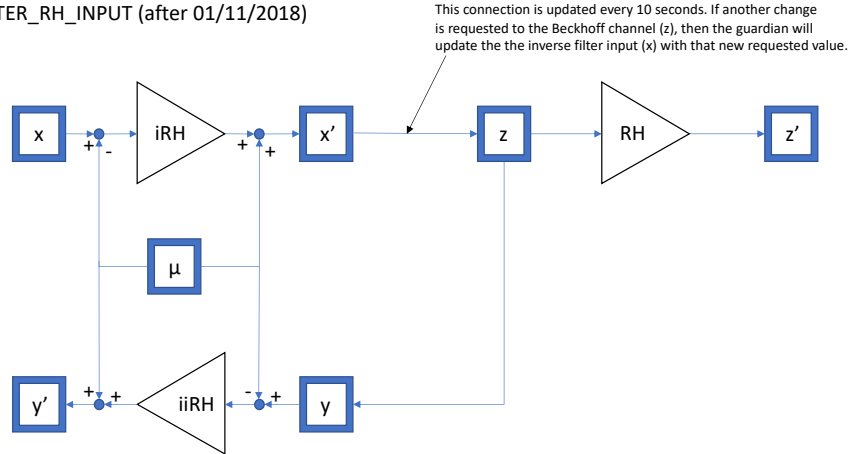 TER_RH_INPUT (after 01/11/2018)
This connection is updated every 10 seconds. If another change
is requested to the Beckhoff channel (z), then the guardian will
update the the inverse filter input (x) with that new requested value.
x
+
-
iRH
+
+
x’
z
RH
z’
μ
y’
+
+
iiRH
-
+
y